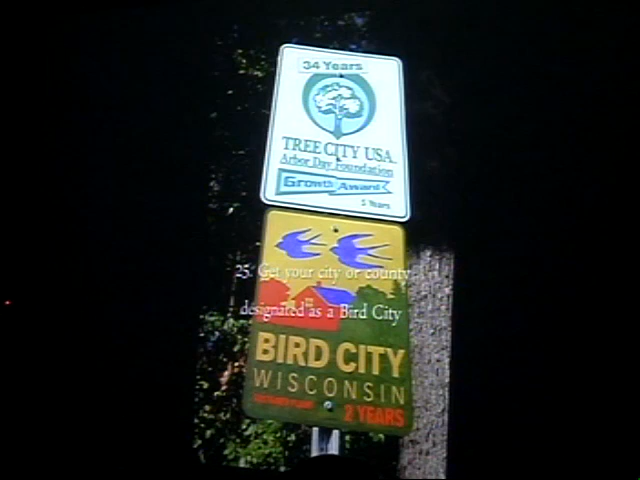 34 Years
TREE CITY USA
Arbor Day Foundation
Growth Award
5 Years
25. Get your city or county
designated as a Bird City
BIRD CITY
WISCONSIN
2 YEARS